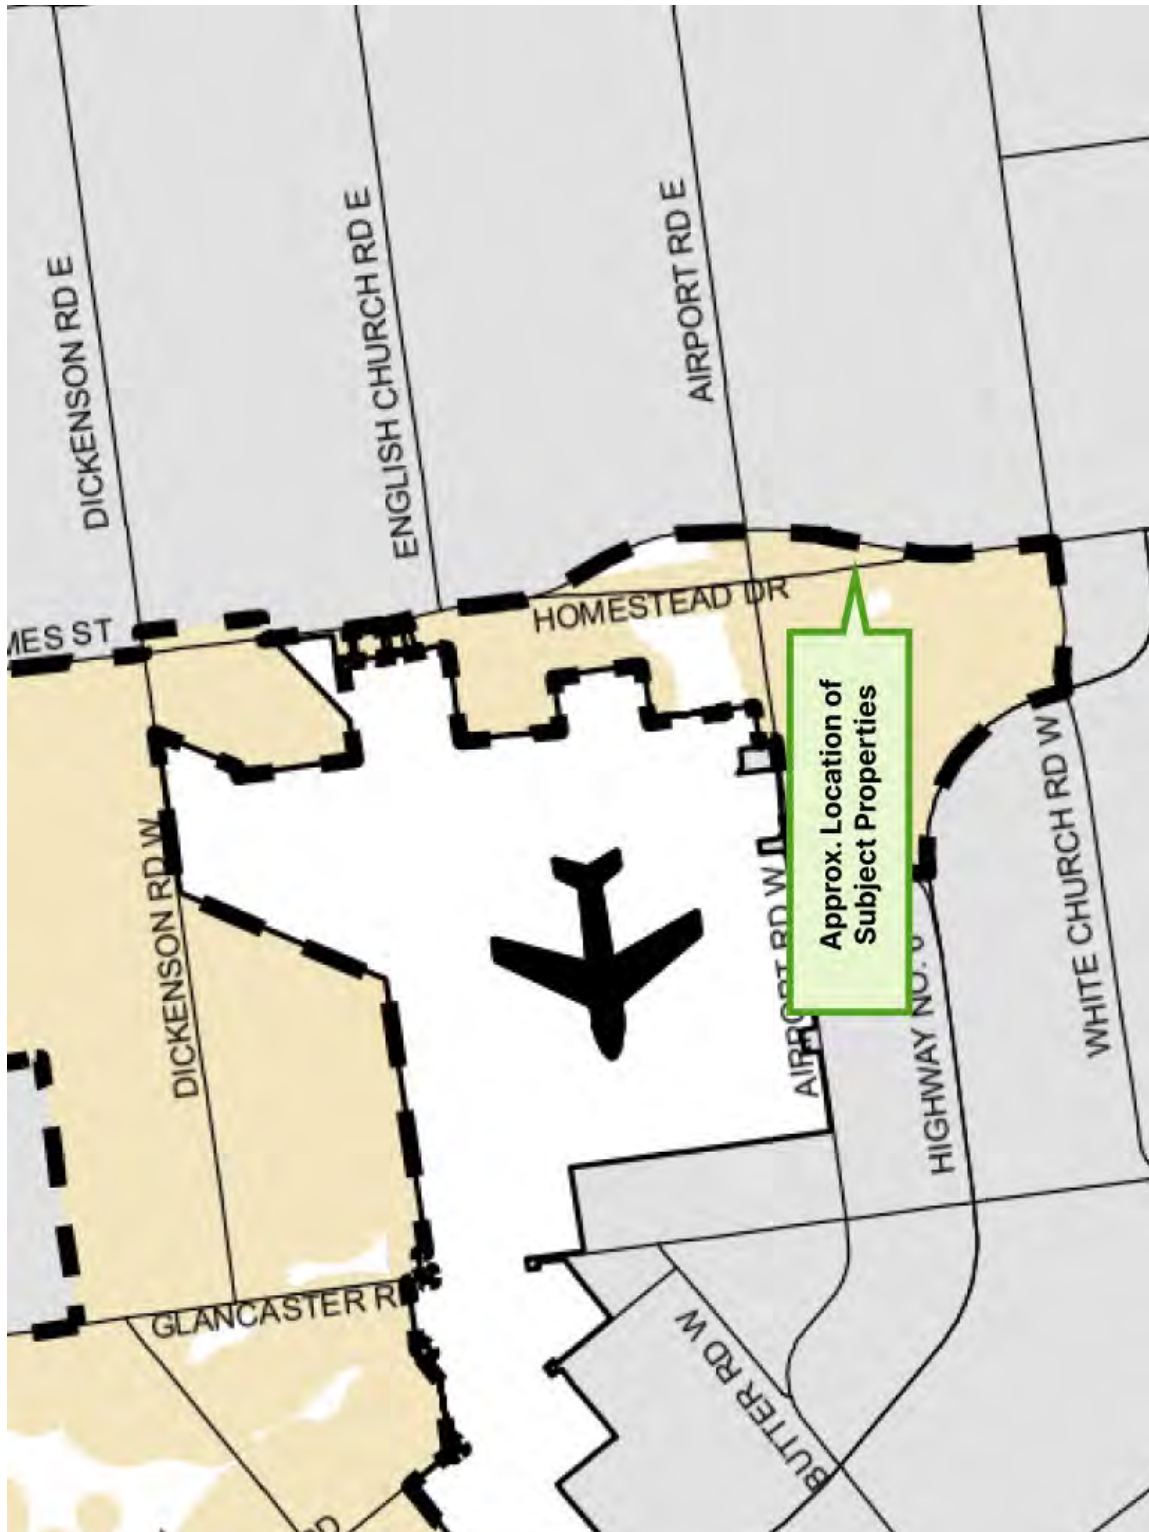 DICKENSON RD E
ENGLISH CHURCH RD E
AIRPORT RD E
MES ST
HOMESTEAD DR
Approx. Location of
Subject Properties
DICKENSON RD W
AIRPORT RD W
HIGHWAY NO. 6
WHITE CHURCH RD W
GLANCASTER R
BUTTER RD W
RD